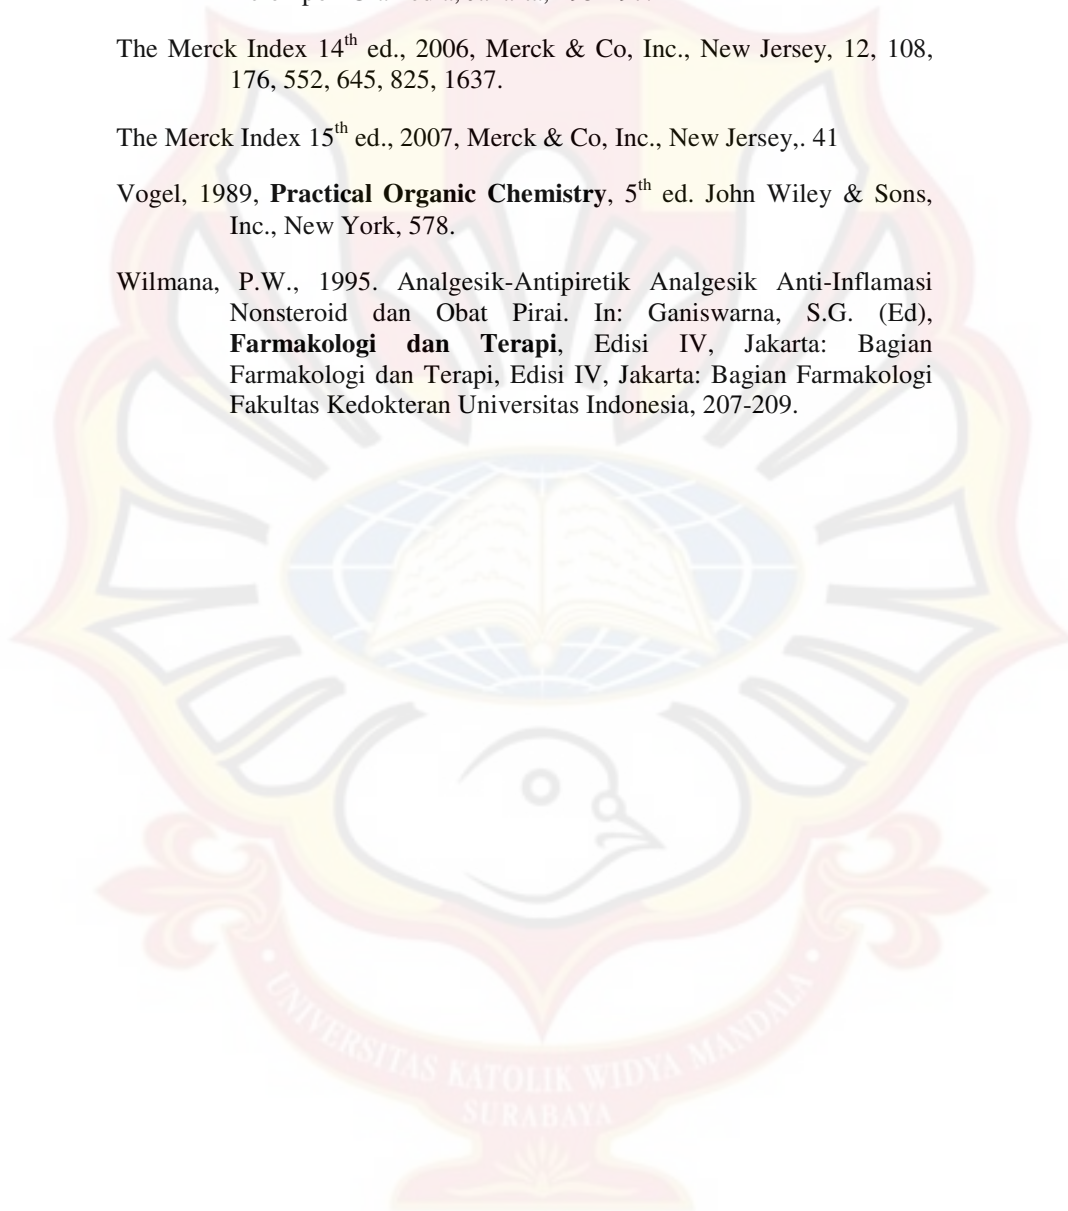 The Merck Index 14th ed., 2006, Merck & Co, Inc., New Jersey, 12, 108,
176, 552, 645, 825, 1637.
The Merck Index 15th ed., 2007, Merck & Co, Inc., New Jersey,. 41
Vogel, 1989, Practical Organic Chemistry, 5th ed. John Wiley & Sons,
Inc., New York, 578.
Wilmana, P.W., 1995. Analgesik-Antipiretik Analgesik Anti-Inflamasi
Nonsteroid dan Obat Pirai. In: Ganiswarna, S.G. (Ed),
Farmakologi dan Terapi, Edisi IV, Jakarta: Bagian
Farmakologi dan Terapi, Edisi IV, Jakarta: Bagian Farmakologi
Fakultas Kedokteran Universitas Indonesia, 207-209.
UNIVERSITAS KATOLIK WIDYA MANDALA
SURABAYA